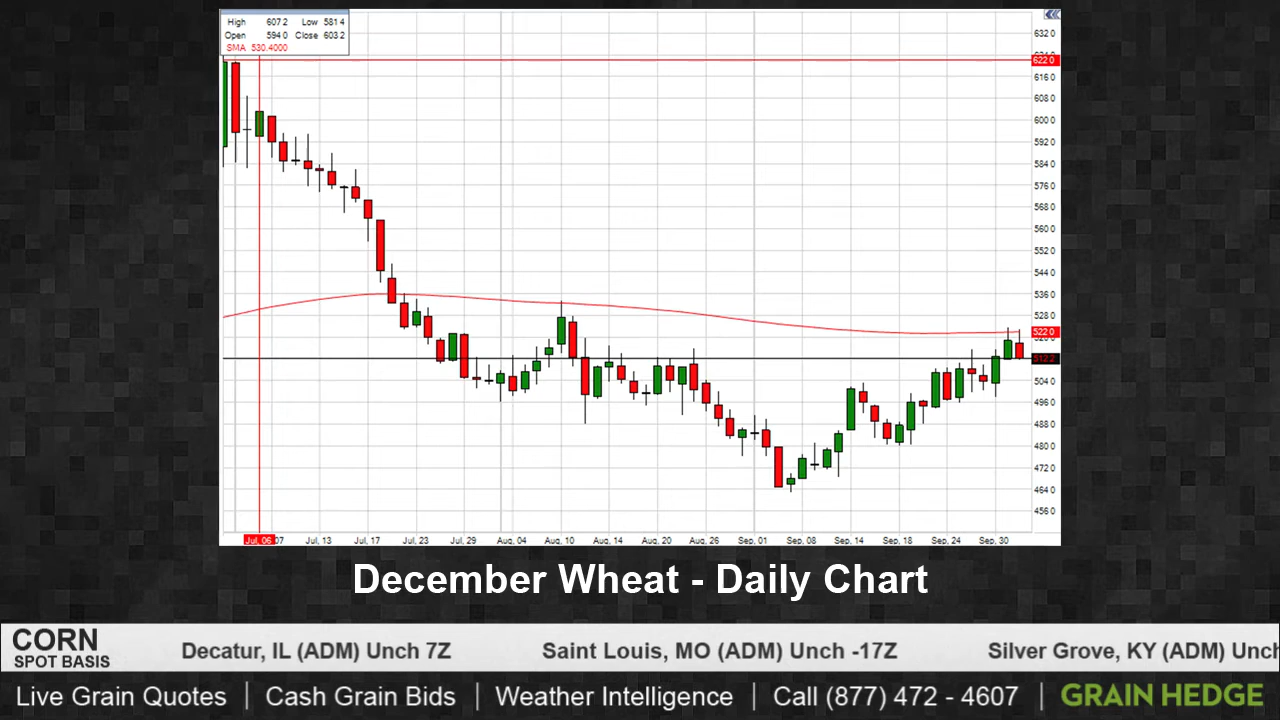 High 607 2 Low 581 4
Open 594 0 Close 603 2
SMA 530.4000
632 0
622 0
616 0
608 0
600 0
592 0
584 0
576 0
568 0
560 0
552 0
544 0
536 0
528 0
522 0
512 2
504 0
496 0
488 0
480 0
472 0
464 0
456 0
Jul, 06 07 Jul, 13 Jul, 17 Jul, 23 Jul, 29 Aug, 04 Aug, 10 Aug, 14 Aug, 20 Aug, 26 Sep, 01 Sep, 08 Sep, 14 Sep, 18 Sep, 24 Sep, 30
December Wheat - Daily Chart
CORN
SPOT BASIS
Decatur, IL (ADM) Unch 7Z Saint Louis, MO (ADM) Unch -17Z Silver Grove, KY (ADM) Unch
Live Grain Quotes | Cash Grain Bids | Weather Intelligence | Call (877) 472 - 4607 | GRAIN HEDGE